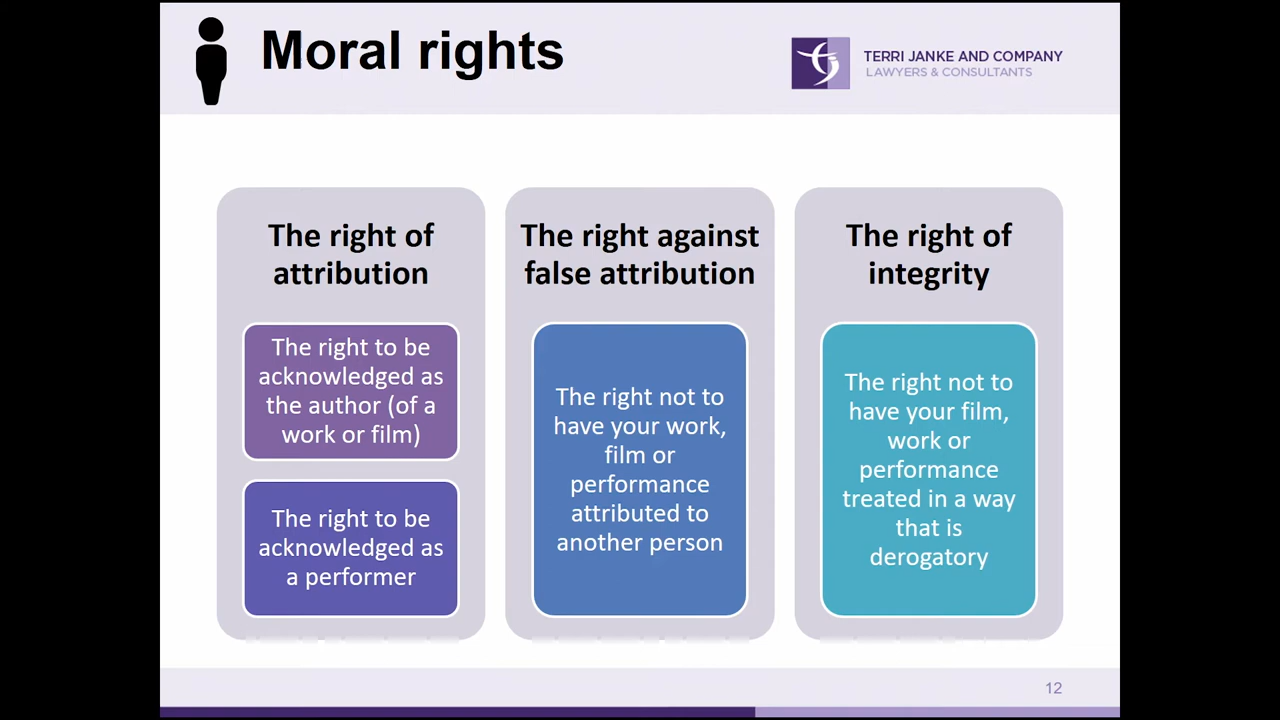 Moral rights
TERRI JANKE AND COMPANY
LAWYERS & CONSULTANTS
The right of
attribution
The right to be
acknowledged as
the author (of a
work or film)
The right to be
acknowledged as
a performer
The right against
false attribution
The right not to
have your work,
film or
performance
attributed to
another person
The right of
integrity
The right not to
have your film,
work or
performance
treated in a way
that is
derogatory
12